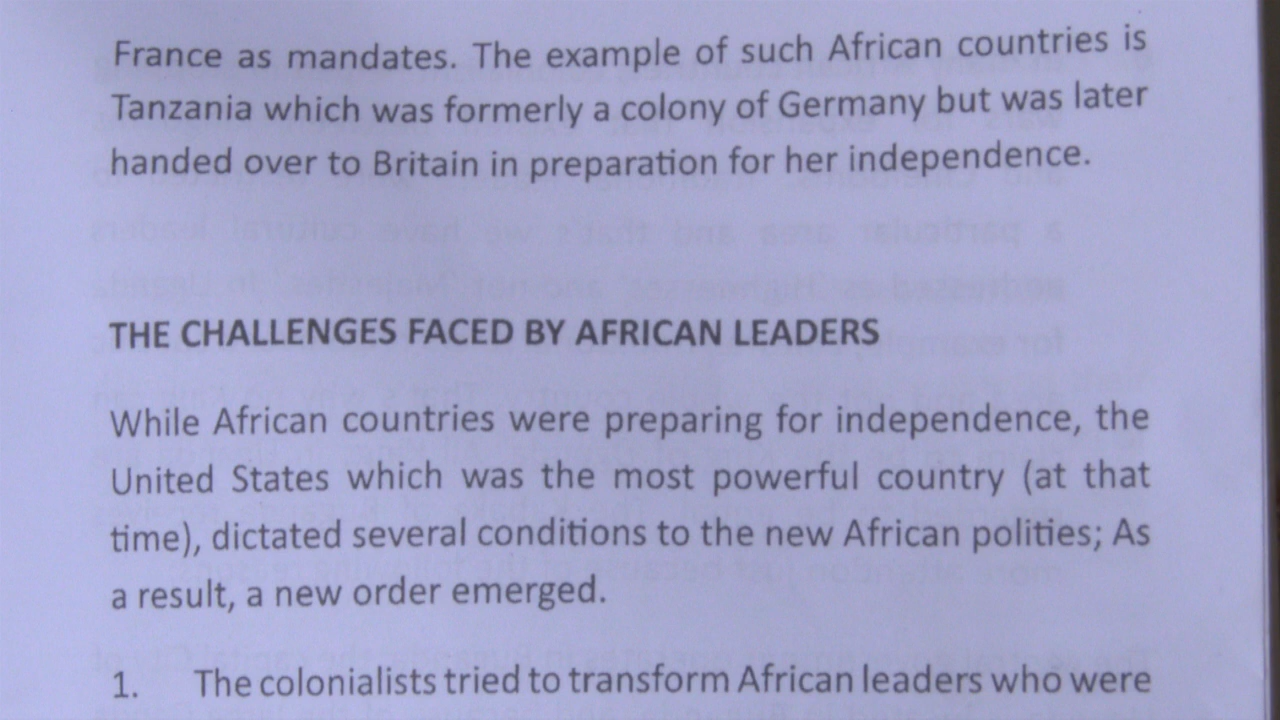 France as mandates. The example of such African countries is
Tanzania which was formerly a colony of Germany but was later
handed over to Britain in preparation for her independence.
THE CHALLENGES FACED BY AFRICAN LEADERS
While African countries were preparing for independence, the
United States which was the most powerful country (at that
time), dictated several conditions to the new African polities; As
a result, a new order emerged.
1. The colonialists tried to transform African leaders who were